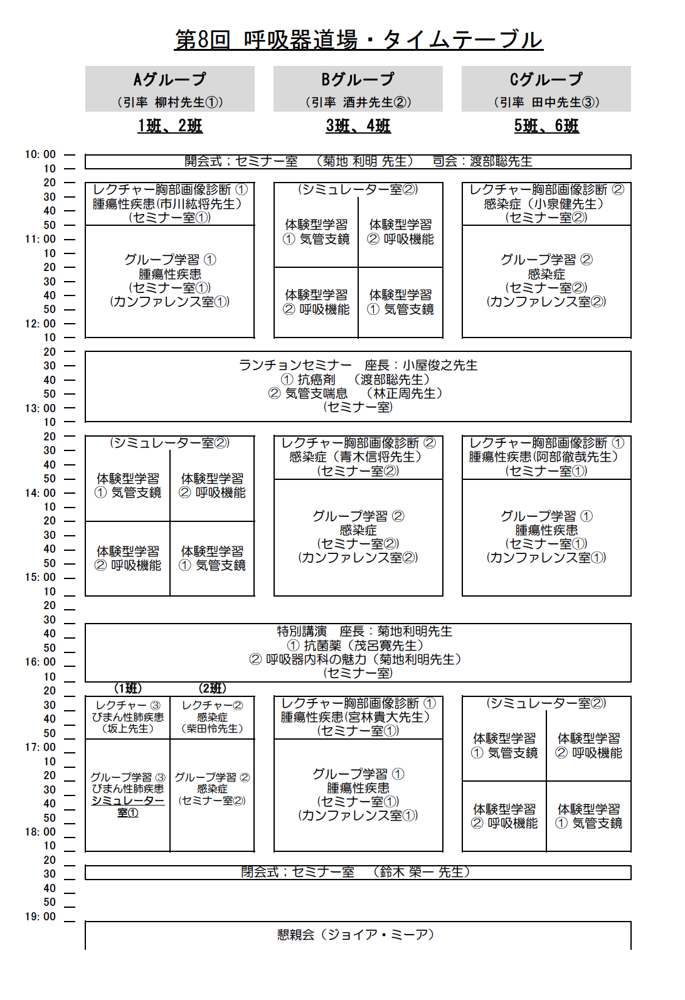 第8回 呼吸器道場・タイムテーブル
Aグループ
（引率 柳村先生①）
1班、2班
Bグループ
（引率 酒井先生②）
3班、4班
Cグループ
（引率 田中先生③）
5班、6班
10:00
10
20
30
40
50
11:00
10
20
30
40
50
12:00
10
20
30
40
50
13:00
10
20
30
40
50
14:00
10
20
30
40
50
15:00
10
20
30
40
50
16:00
10
20
30
40
50
17:00
10
20
30
40
50
18:00
10
20
30
40
50
19:00
開会式；セミナー室　（菊地 利明 先生）　司会：渡部聡先生
レクチャー胸部画像診断 ①
腫瘍性疾患(市川紘将先生）
(セミナー室①)
グループ学習 ①
腫瘍性疾患
(セミナー室①)
(カンファレンス室①)
(シミュレーター室②)
体験型学習
① 気管支鏡
体験型学習
② 呼吸機能
体験型学習
② 呼吸機能
体験型学習
① 気管支鏡
レクチャー胸部画像診断 ②
感染症（小泉健先生）
(セミナー室②)
グループ学習 ②
感染症
(セミナー室②)
(カンファレンス室②)
ランチョンセミナー　座長：小屋俊之先生
① 抗癌剤　（渡部聡先生）
② 気管支喘息　（林正周先生）
(セミナー室)
(シミュレーター室②)
体験型学習
① 気管支鏡
体験型学習
② 呼吸機能
体験型学習
② 呼吸機能
体験型学習
① 気管支鏡
レクチャー胸部画像診断 ②
感染症（青木信将先生）
(セミナー室②)
グループ学習 ②
感染症
(セミナー室②)
(カンファレンス室②)
レクチャー胸部画像診断 ①
腫瘍性疾患(阿部徹哉先生）
(セミナー室①)
グループ学習 ①
腫瘍性疾患
(セミナー室①)
(カンファレンス室①)
特別講演　座長：菊地利明先生
① 抗菌薬（茂呂寛先生）
② 呼吸器内科の魅力（菊地利明先生）
(セミナー室)
（1班）
レクチャー ③
びまん性肺疾患
（坂上先生）
グループ学習 ③
びまん性肺疾患
シミュレーター
室①
（2班）
レクチャー②
感染症
（柴田怜先生）
グループ学習 ②
感染症
(セミナー室②)
レクチャー胸部画像診断 ①
腫瘍性疾患(宮林貴大先生）
(セミナー室①)
グループ学習 ①
腫瘍性疾患
(セミナー室①)
(カンファレンス室①)
(シミュレーター室②)
体験型学習
① 気管支鏡
体験型学習
② 呼吸機能
体験型学習
② 呼吸機能
体験型学習
① 気管支鏡
閉会式；セミナー室　（鈴木 榮一 先生）
懇親会（ジョイア・ミーア）